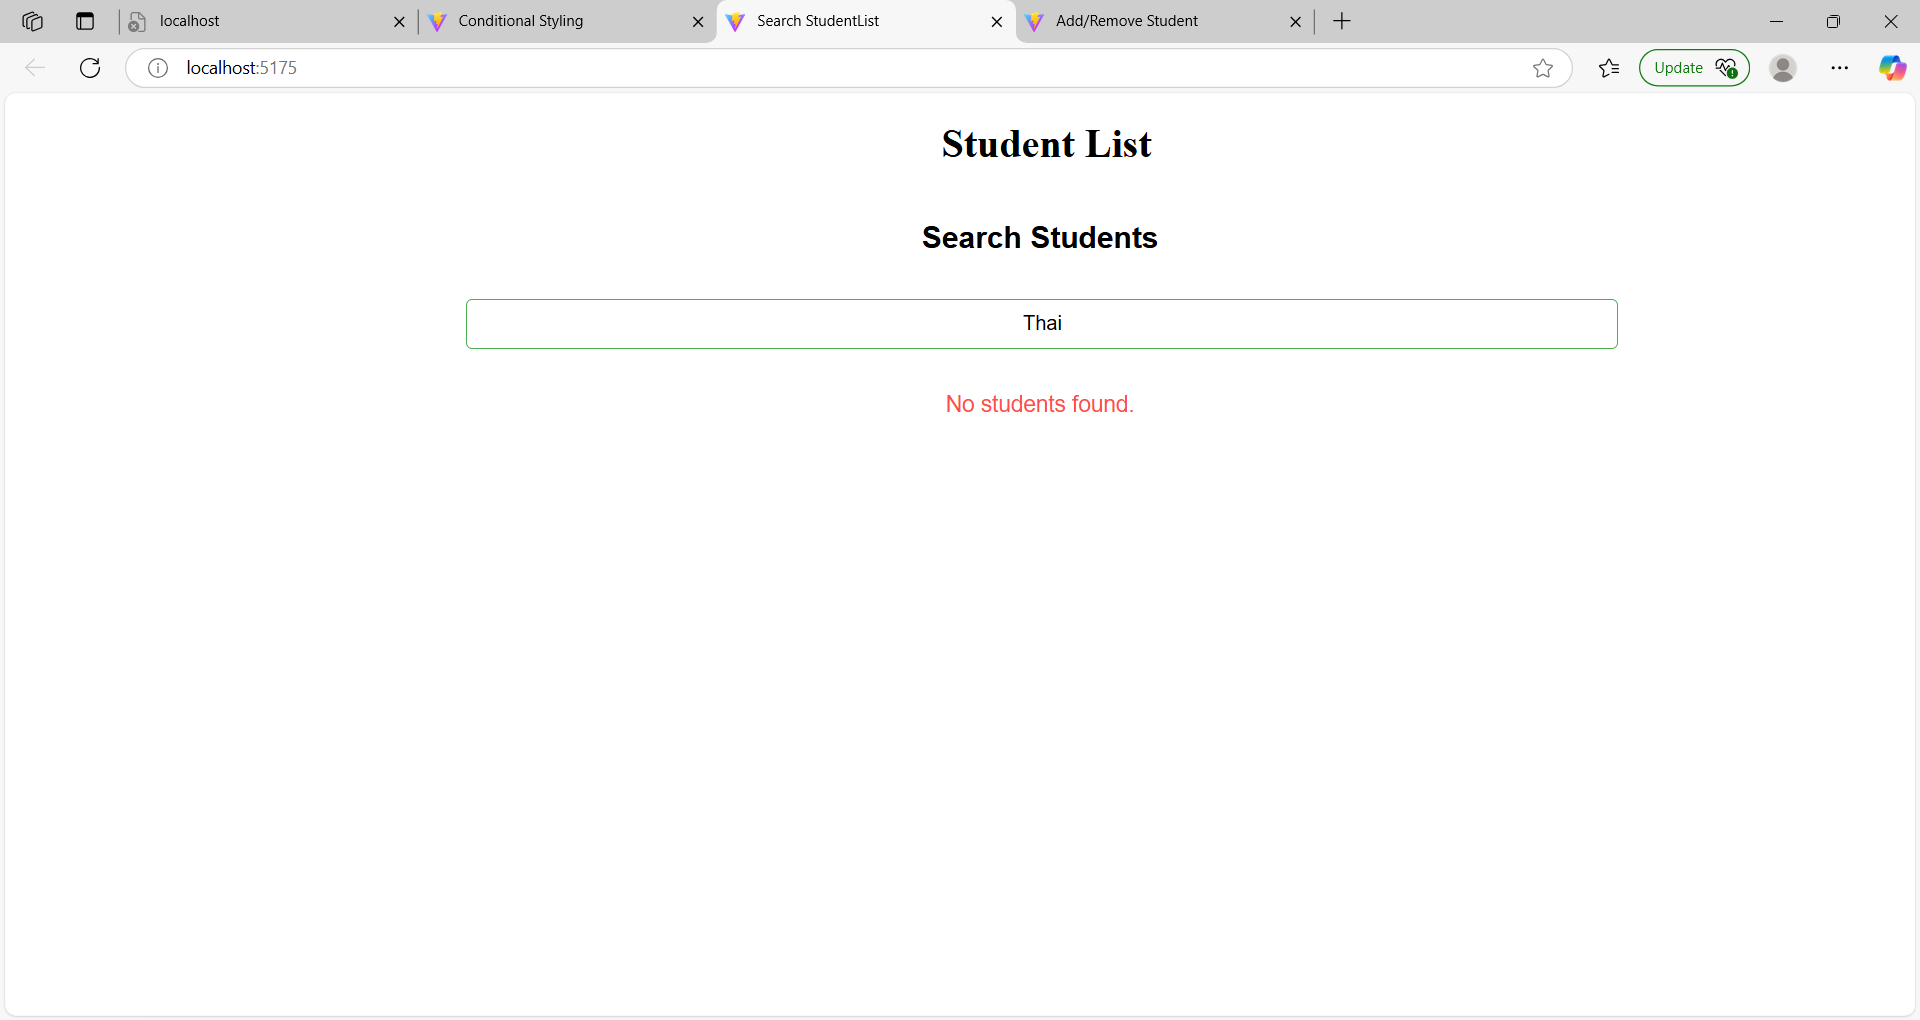 localhost
Conditional Styling
Search StudentList
Add/Remove Student
localhost:5175
Update
Student List
Search Students
Thai
No students found.